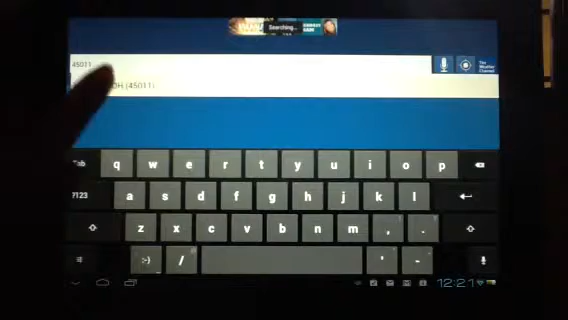 Searching...
45011
The
Weather
Channel
OH (45011)
Tab q w e r t y u i o p
?123 a s d f g h j k l
z x c v b n m , .
:-) / ' -
12:21